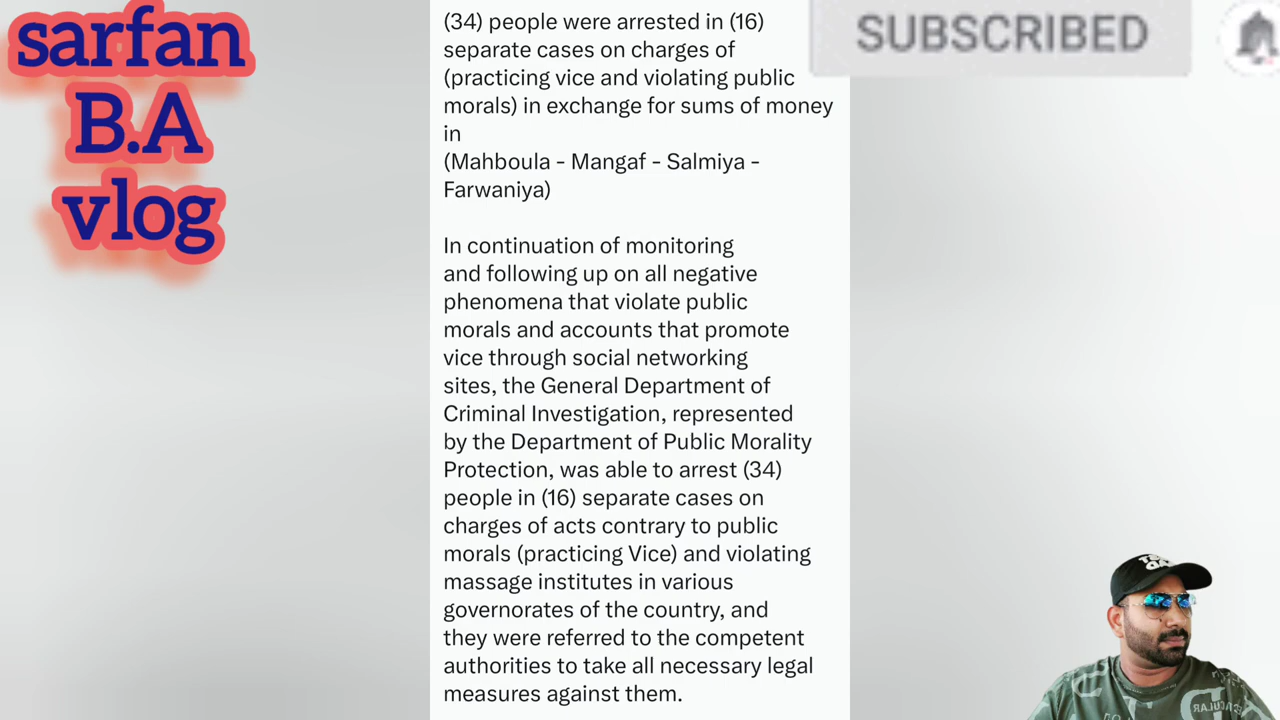 sarfan
B.A
vlog
(34) people were arrested in (16)
separate cases on charges of
(practicing vice and violating public
morals) in exchange for sums of money
in
(Mahboula - Mangaf - Salmiya -
Farwaniya)
In continuation of monitoring
and following up on all negative
phenomena that violate public
morals and accounts that promote
vice through social networking
sites, the General Department of
Criminal Investigation, represented
by the Department of Public Morality
Protection, was able to arrest (34)
people in (16) separate cases on
charges of acts contrary to public
morals (practicing Vice) and violating
massage institutes in various
governorates of the country, and
they were referred to the competent
authorities to take all necessary legal
measures against them.
SUBSCRIBED